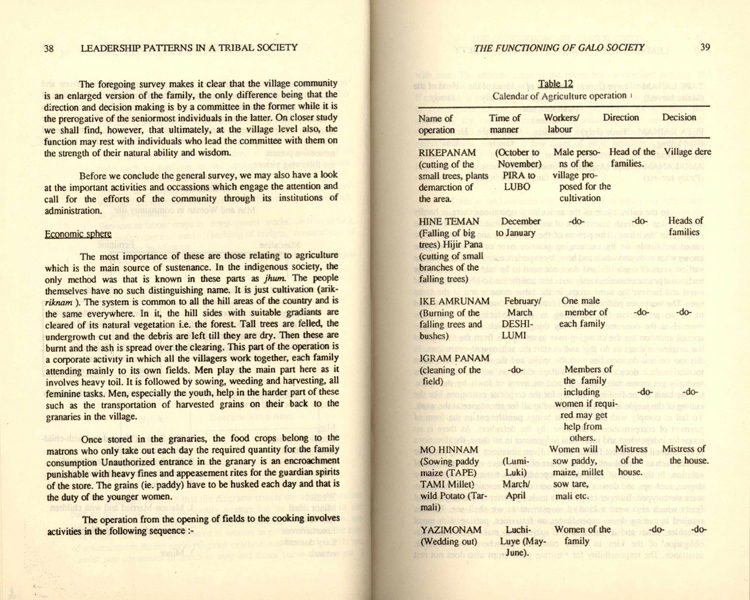 38 LEADERSHIP PATTERNS IN A TRIBAL SOCIETY
The foregoing survey makes it clear that the village community
is an enlarged version of the family, the only difference being that the
direction and decision making is by a committee in the former while it is
the prerogative of the seniormost individuals in the latter. On closer study
we shall find, however, that ultimately, at the village level also, the
function may rest with individuals who lead the committee with them on
the strength of their natural ability and wisdom.
Before we conclude the general survey, we may also have a look
at the important activities and occassions which engage the attention and
call for the efforts of the community through its institutions of
administration.
Economic sphere
The most importance of these are those relating to agriculture
which is the main source of sustenance. In the indigenous society, the
only method was that is known in these parts as jhum. The people
themselves have no such distinguishing name. It is just cultivation (arik-
riknam ). The system is common to all the hill areas of the country and is
the same everywhere. In it, the hill sides with suitable gradiants are
cleared of its natural vegetation i.e. the forest. Tall trees are felled, the
undergrowth cut and the debris are left till they are dry. Then these are
burnt and the ash is spread over the clearing. This part of the operation is
a corporate activity in which all the villagers work together, each family
attending mainly to its own fields. Men play the main part here as it
involves heavy toil. It is followed by sowing, weeding and harvesting, all
feminine tasks. Men, especially the youth, help in the harder part of these
such as the transportation of harvested grains on their back to the
granaries in the village.
Once stored in the granaries, the food crops belong to the
matrons who only take out each day the required quantity for the family
consumption Unauthorized entrance in the granary is an encroachment
punishable with heavy fines and appeasement rites for the guardian spirits
of the store. The grains (ie. paddy) have to be husked each day and that is
the duty of the younger women.
The operation from the opening of fields to the cooking involves
activities in the following sequence :-
THE FUNCTIONING OF GALO SOCIETY 39
Table 12
Calendar of Agriculture operation ı
Name of Time of Workers/ Direction Decision
operation manner labour
RIKEPANAM (October to Male perso- Head of the Village dere
(cutting of the November) ns of the families.
small trees, plants PIRA to village pro-
demarction of LUBO posed for the
the area. cultivation
HINE TEMAN December -do- -do- Heads of
(Falling of big to January families
trees) Hijir Pana
(cutting of small
branches of the
falling trees)
IKE AMRUNAM February/ One male
(Burning of the March member of -do- -do-
falling trees and DESHI- each family
bushes) LUMI
IGRAM PANAM
(cleaning of the -do- Members of
field) the family
including -do- -do-
women if requi-
red may get
help from
others.
MO HINNAM Women will Mistress Mistress of
(Sowing paddy (Lumi- sow paddy, of the the house.
maize (TAPE) Luki) maize, millet house.
TAMI Millet) March/ sow tare,
wild Potato (Tar- April mali etc.
mali)
YAZIMONAM Luchi- Women of the -do- -do-
(Wedding out) Luye (May- family
June).